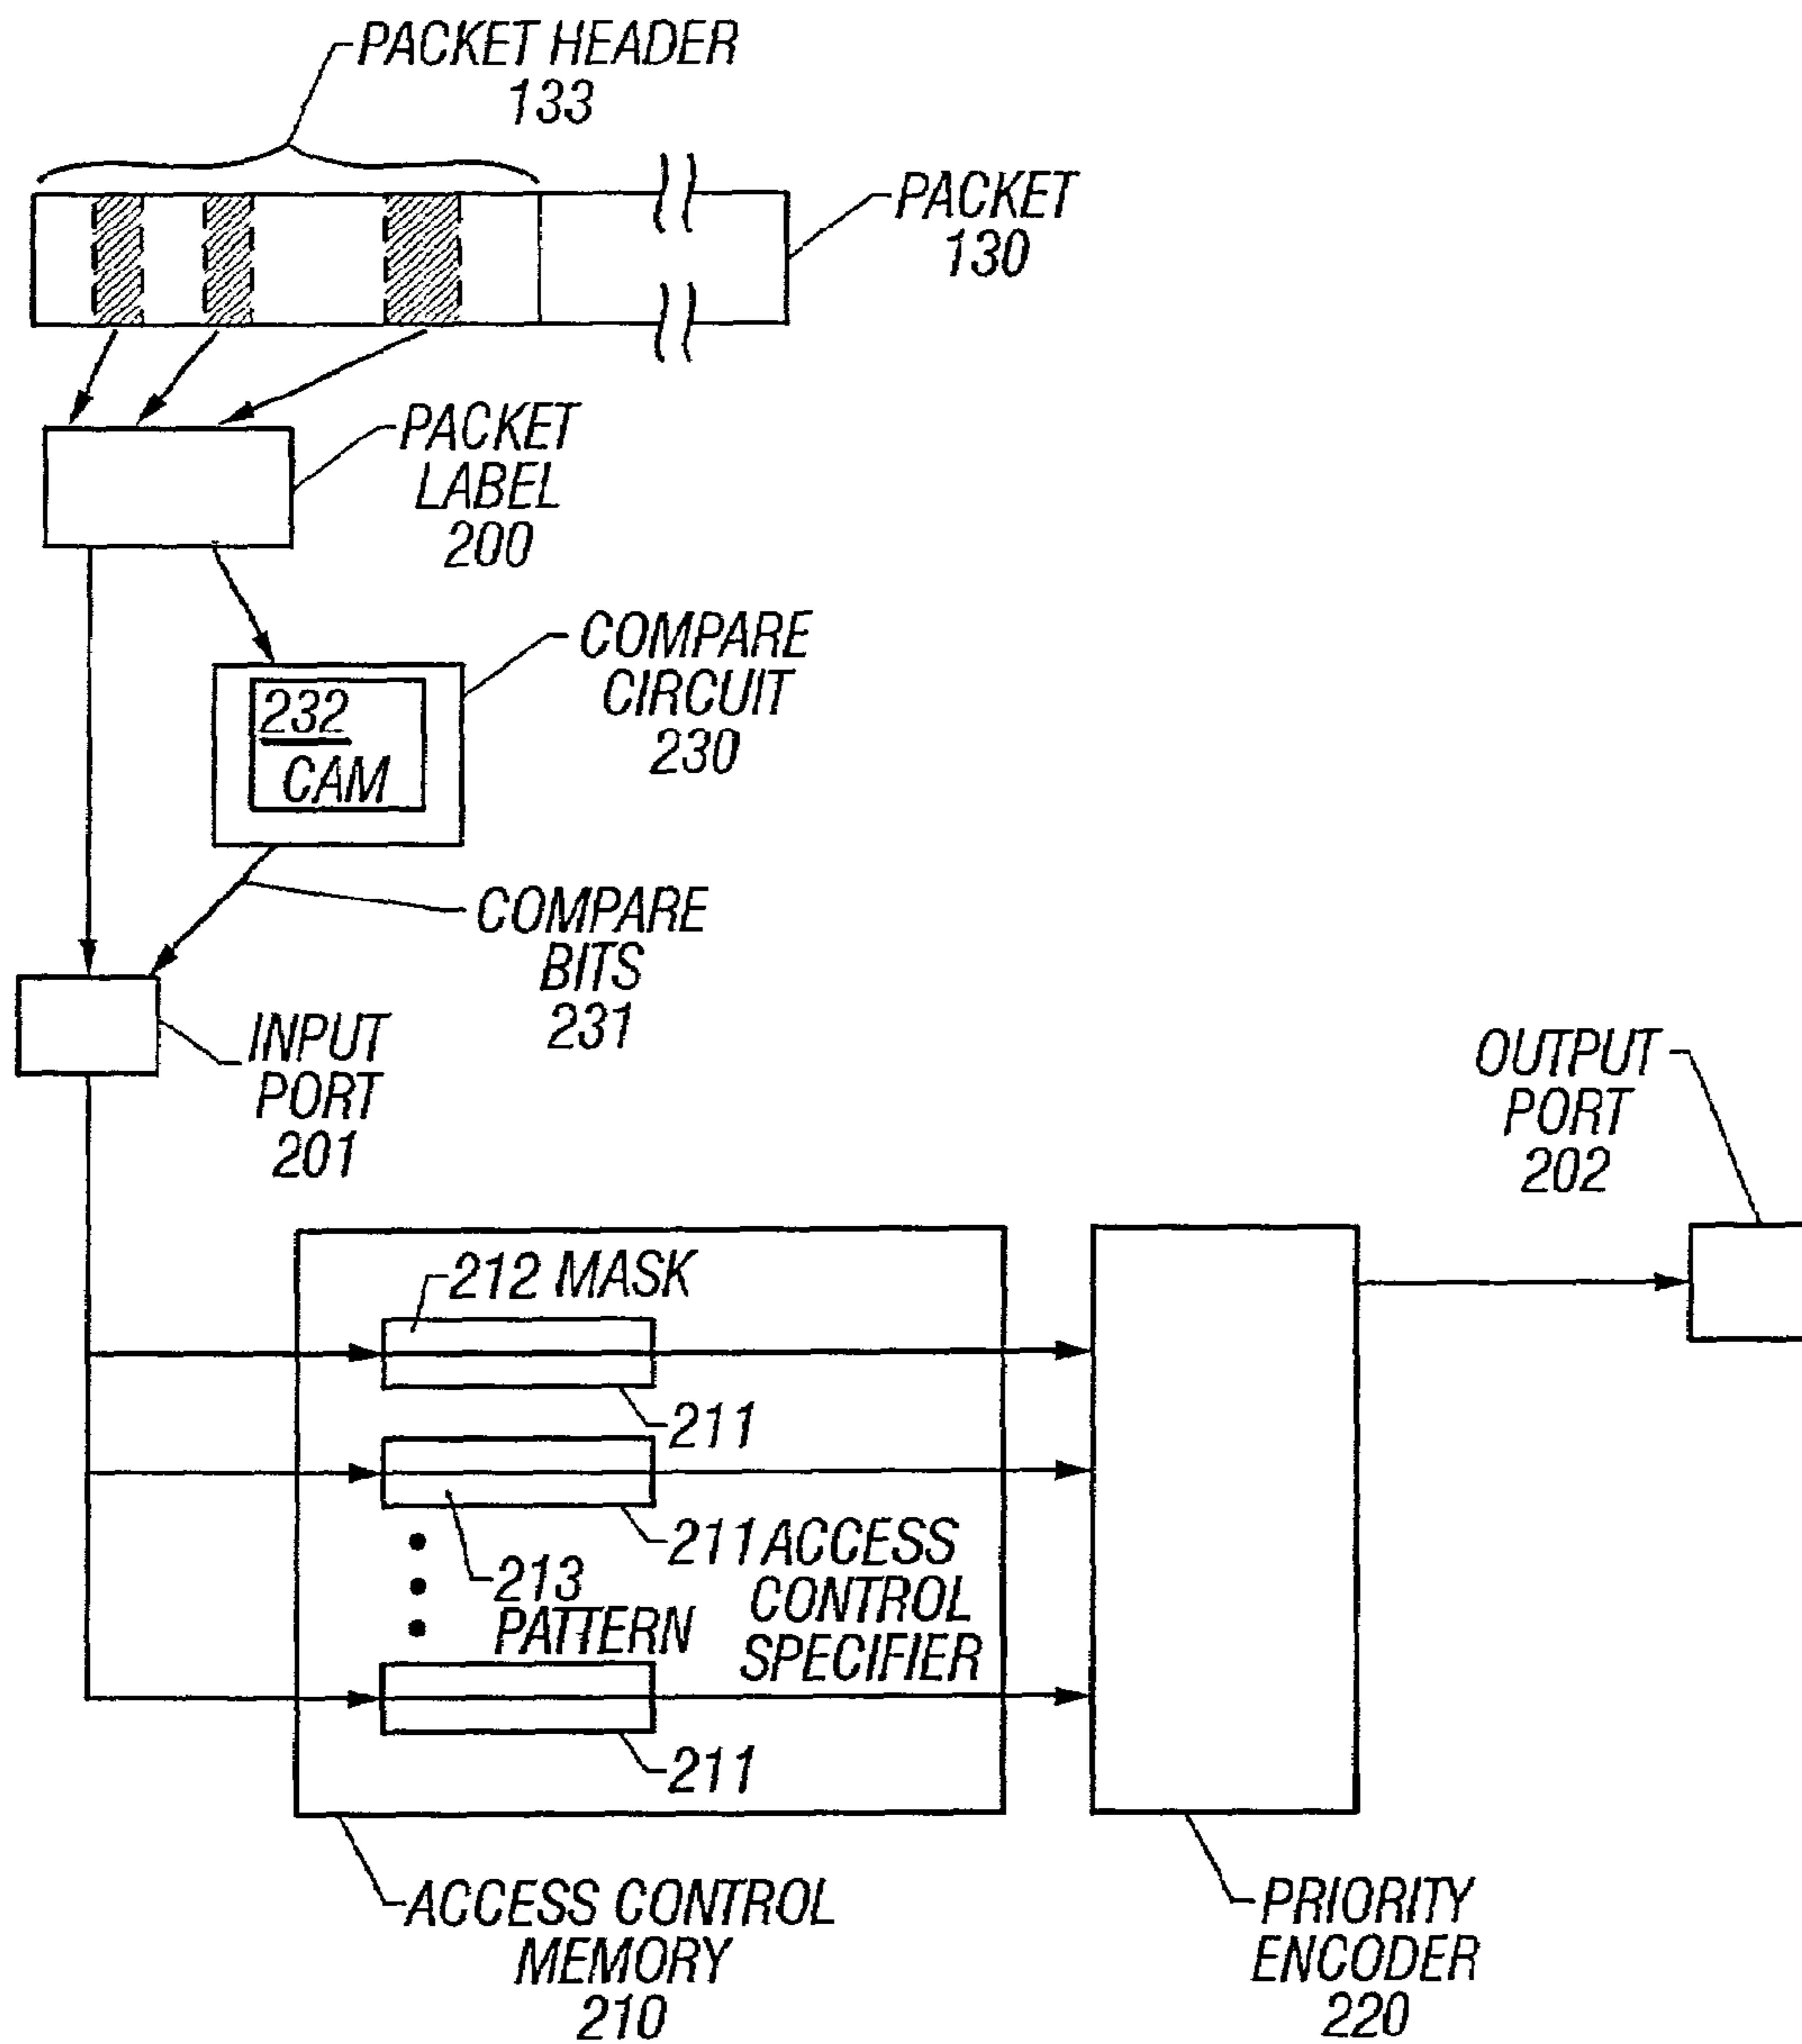 PACKET HEADER
133
PACKET
130
PACKET
LABEL
200
COMPARE
CIRCUIT
230
232
CAM
COMPARE
BITS
231
INPUT
PORT
201
OUTPUT
PORT
202
212 MASK
211
211 ACCESS
CONTROL
SPECIFIER
213
PATTERN
211
ACCESS CONTROL
MEMORY
210
PRIORITY
ENCODER
220